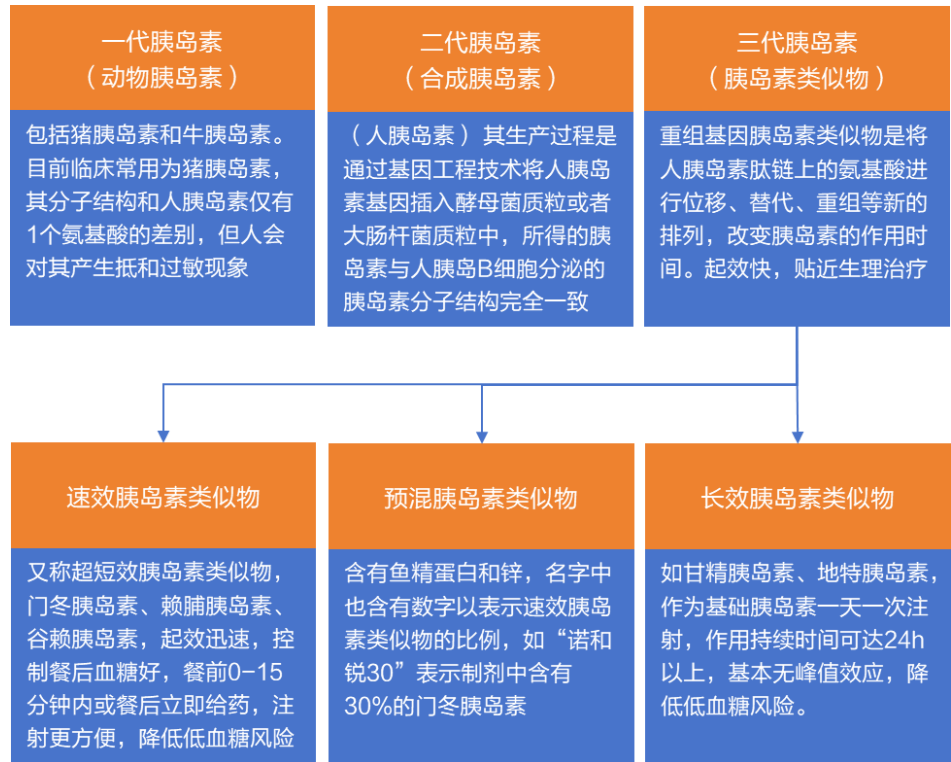 一代胰岛素
（动物胰岛素）
包括猪胰岛素和牛胰岛素。
目前临床常用为猪胰岛素，
其分子结构和人胰岛素仅有
1个氨基酸的差别，但人会
对其产生抵和过敏现象
二代胰岛素
（合成胰岛素）
（人胰岛素）其生产过程是
通过基因工程技术将人胰岛
素基因插入酵母菌质粒或者
大肠杆菌质粒中，所得的胰
岛素与人胰岛B细胞分泌的
胰岛素分子结构完全一致
三代胰岛素
（胰岛素类似物）
重组基因胰岛素类似物是将
人胰岛素肽链上的氨基酸进
行位移、替代、重组等新的
排列，改变胰岛素的作用时
间。起效快，贴近生理治疗
速效胰岛素类似物
又称超短效胰岛素类似物，
门冬胰岛素、赖脯胰岛素、
谷赖胰岛素，起效迅速，控
制餐后血糖好，餐前0-15
分钟内或餐后立即给药，注
射更方便，降低低血糖风险
预混胰岛素类似物
含有鱼精蛋白和锌，名字中
也含有数字以表示速效胰岛
素类似物的比例，如“诺和
锐30”表示制剂中含有
30%的门冬胰岛素
长效胰岛素类似物
如甘精胰岛素、地特胰岛素，
作为基础胰岛素一天一次注
射，作用持续时间可达24h
以上，基本无峰值效应，降
低低血糖风险。